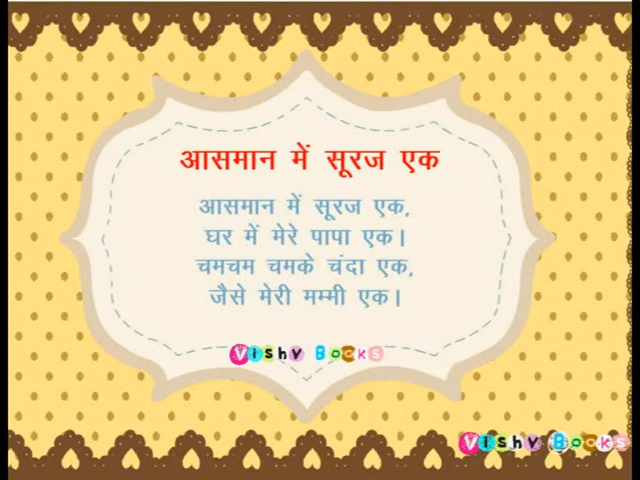 आसमान में सूरज एक
आसमान में सूरज एक,
घर में मेरे पापा एक।
चमचम चमके चंदा एक,
जैसे मेरी मम्मी एक।
Vishy Books
Vishy Books